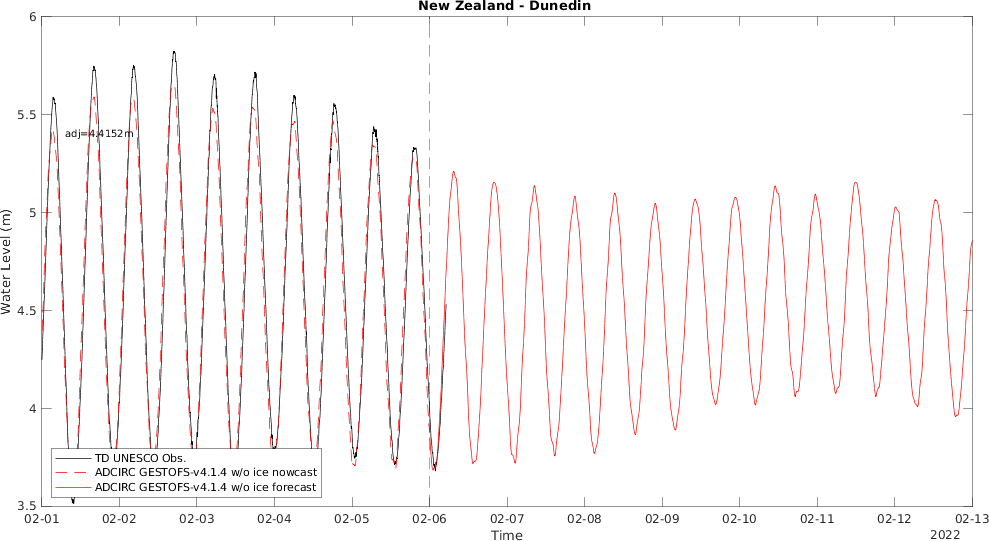 New Zealand - Dunedin
6
5.5
5
4.5
4
3.5
Water Level (m)
adj=4.4152m
TD UNESCO Obs.
ADCIRC GESTOFS-v4.1.4 w/o ice nowcast
ADCIRC GESTOFS-v4.1.4 w/o ice forecast
02-01 02-02 02-03 02-04 02-05 02-06 02-07 02-08 02-09 02-10 02-11 02-12 02-13
Time
2022